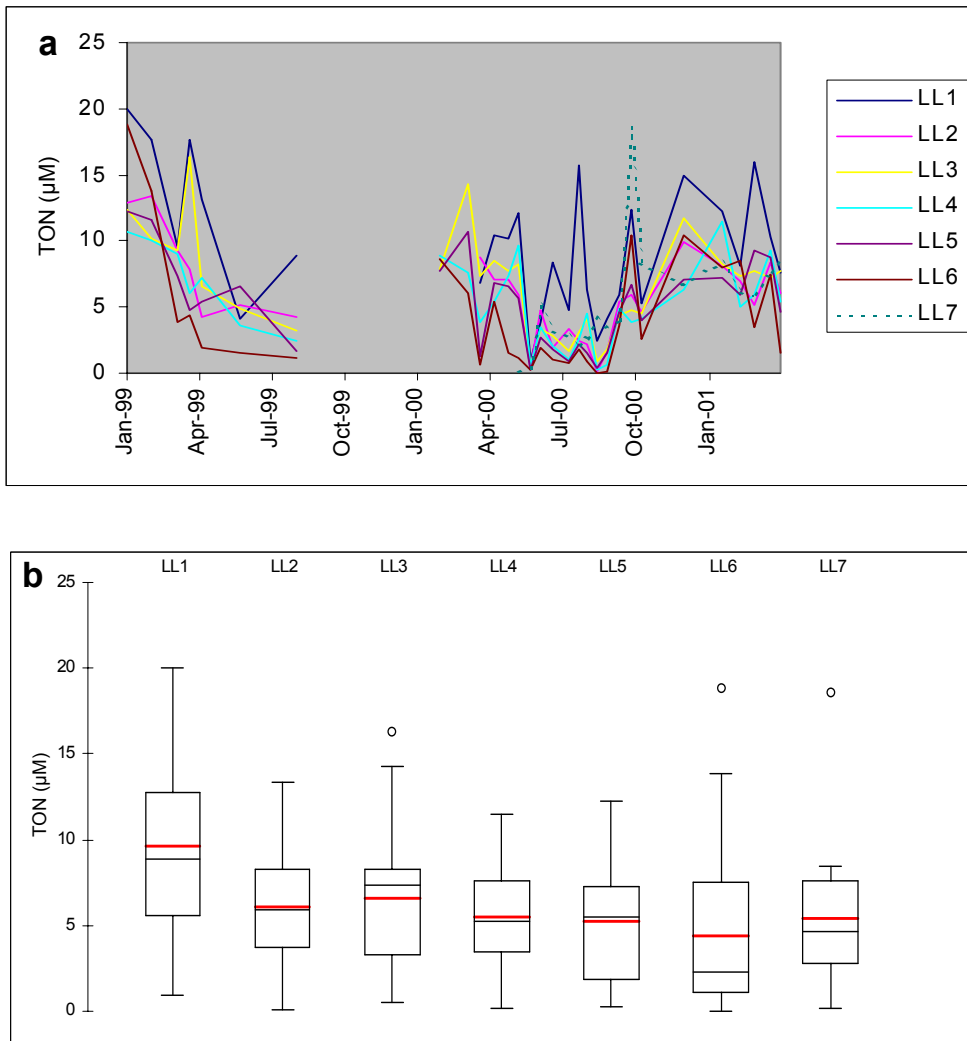 a
25
20
15
10
5
0
TON (µM)
Jan-99
Apr-99
Jul-99
Oct-99
Jan-00
Apr-00
Jul-00
Oct-00
Jan-01
LL1
LL2
LL3
LL4
LL5
LL6
LL7
b
LL1 LL2 LL3 LL4 LL5 LL6 LL7
25
20
15
10
5
0
TON (µM)